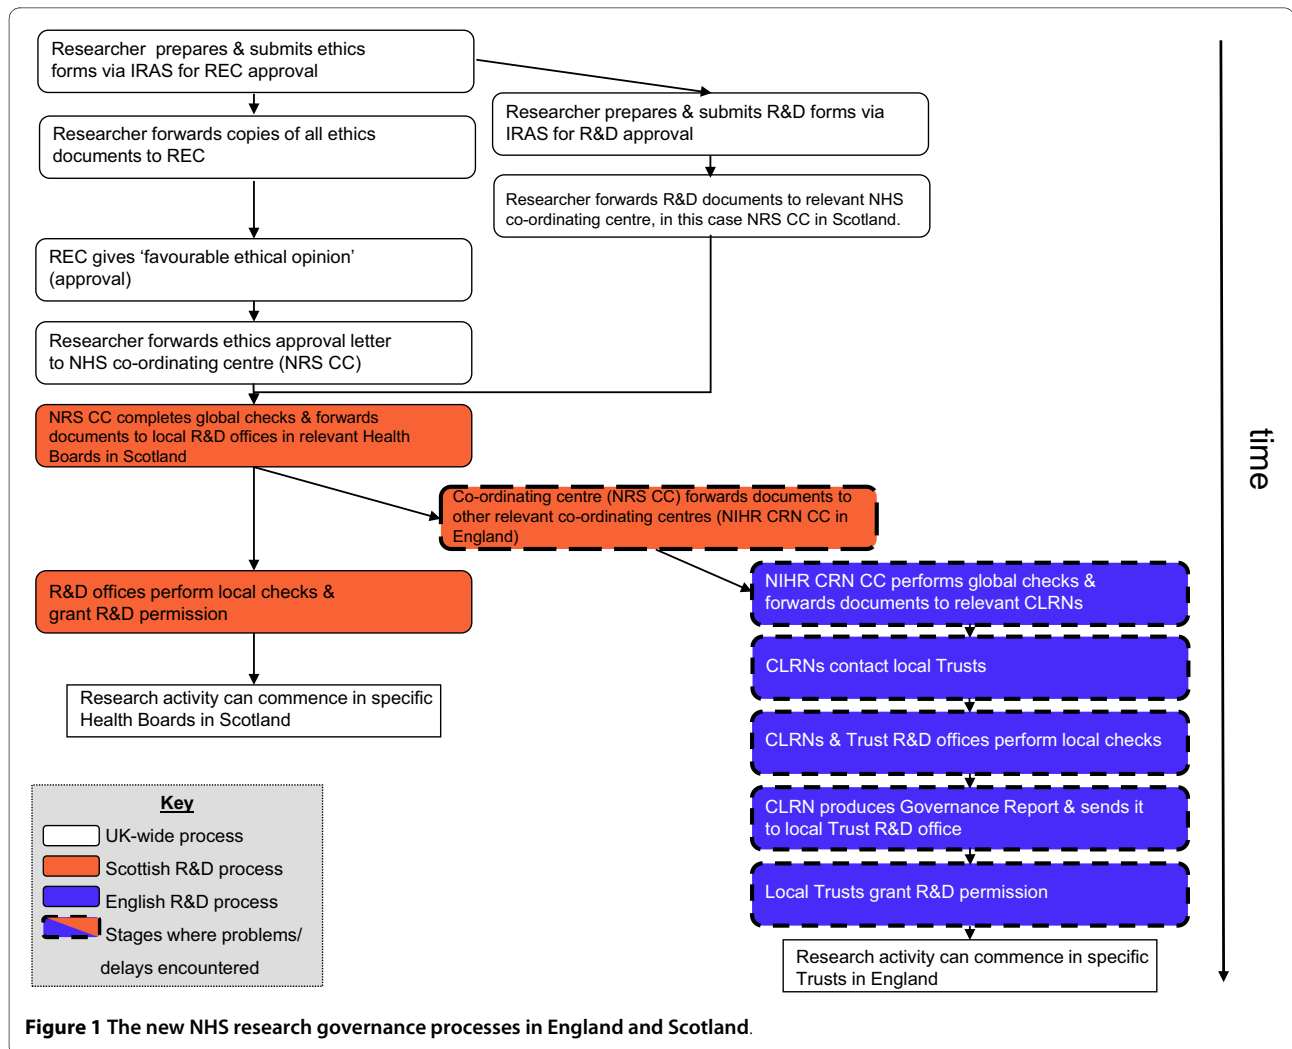 Researcher prepares & submits ethics
forms via IRAS for REC approval
Researcher prepares & submits R&D forms via
IRAS for R&D approval
Researcher forwards copies of all ethics
documents to REC
Researcher forwards R&D documents to relevant NHS
co-ordinating centre, in this case NRS CC in Scotland.
REC gives ‘favourable ethical opinion’
(approval)
Researcher forwards ethics approval letter
to NHS co-ordinating centre (NRS CC)
NRS CC completes global checks & forwards
documents to local R&D offices in relevant Health
Boards in Scotland
time
Co-ordinating centre (NRS CC) forwards documents to
other relevant co-ordinating centres (NIHR CRN CC in
England)
R&D offices perform local checks &
grant R&D permission
NIHR CRN CC performs global checks &
forwards documents to relevant CLRNs
CLRNs contact local Trusts
Research activity can commence in specific
Health Boards in Scotland
CLRNs & Trust R&D offices perform local checks
CLRN produces Governance Report & sends it
to local Trust R&D office
Local Trusts grant R&D permission
Research activity can commence in specific
Trusts in England
Key
UK-wide process
Scottish R&D process
English R&D process
Stages where problems/
delays encountered
Figure 1 The new NHS research governance processes in England and Scotland.